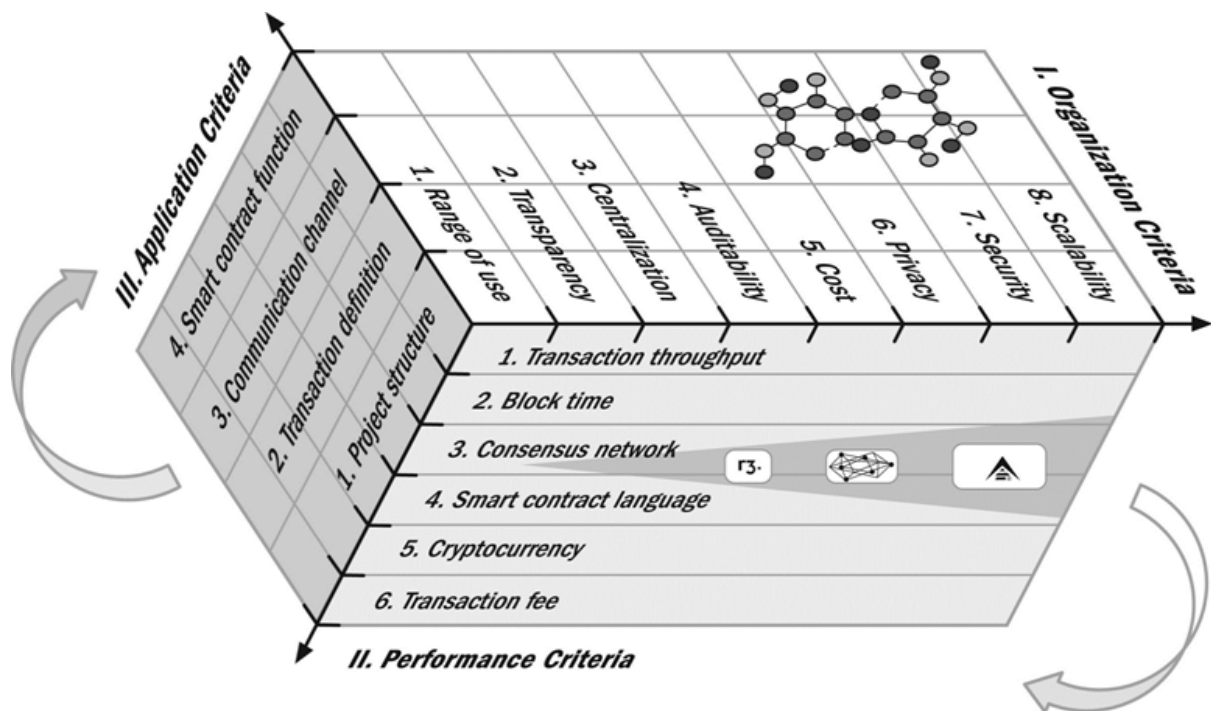 III. Application Criteria
4. Smart contract function
3. Communication channel
2. Transaction definition
1. Project structure
I. Organization Criteria
1. Range of use
2. Transparency
3. Centralization
4. Auditability
5. Cost
6. Privacy
7. Security
8. Scalability
1. Transaction throughput
2. Block time
3. Consensus network
4. Smart contract language
5. Cryptocurrency
6. Transaction fee
II. Performance Criteria
r3.